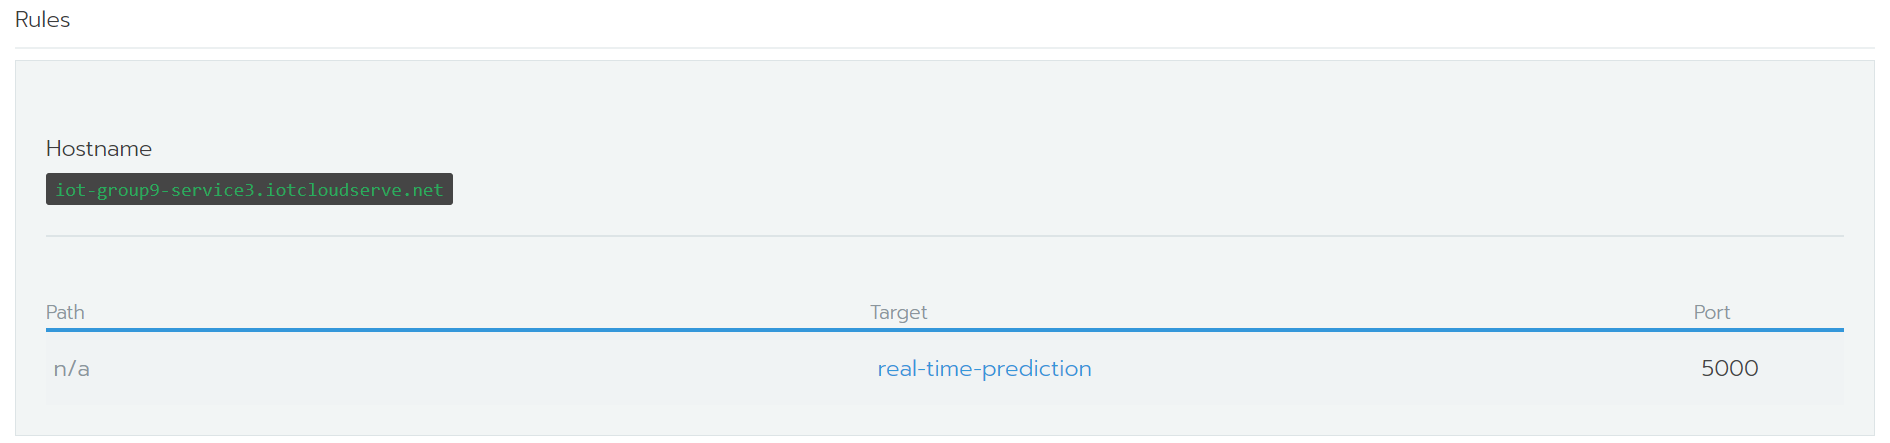 Rules
Hostname
iot-group9-service3.iotcloudserve.net
Path Target Port
n/a real-time-prediction 5000